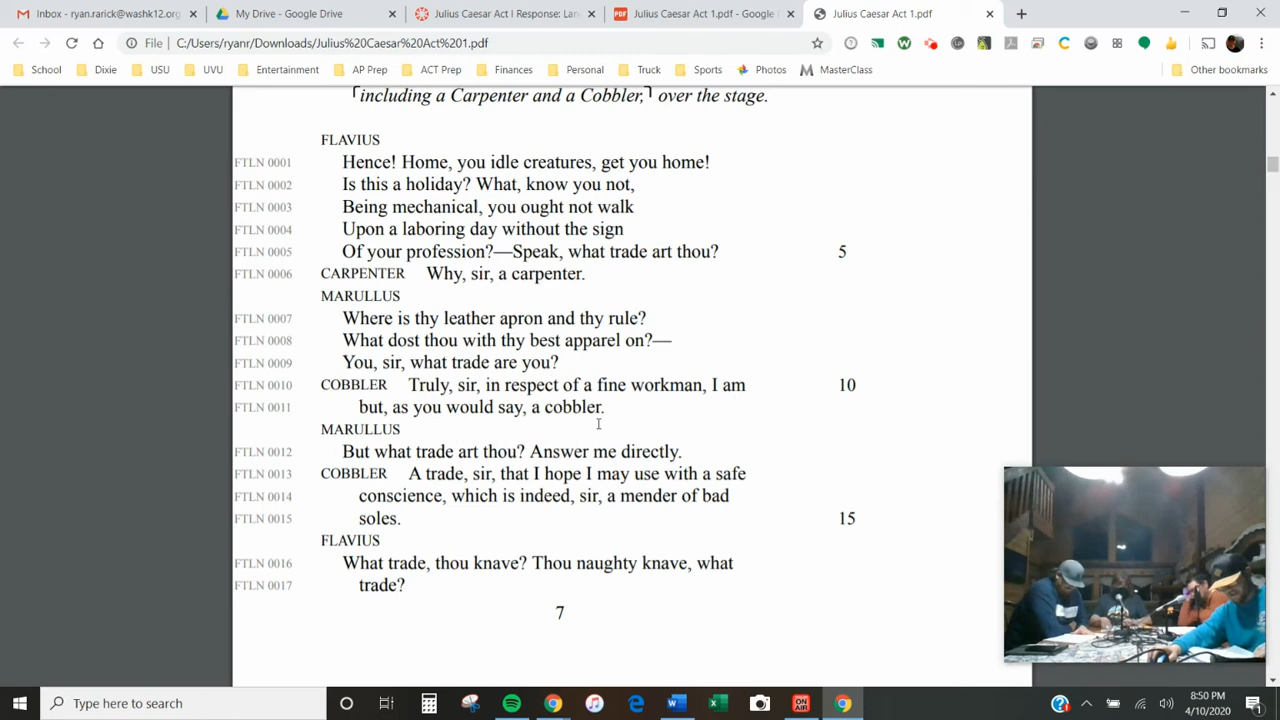 Inbox - ryan.rarick@washk12.org
My Drive - Google Drive
Julius Caesar Act I Response: Lan
Julius Caesar Act 1.pdf - Google
Julius Caesar Act 1.pdf
File | C:/Users/ryanr/Downloads/Julius%20Caesar%20Act%201.pdf
School Dixie USU UVU Entertainment AP Prep ACT Prep Finances Personal Truck Sports Photos MasterClass Other bookmarks
including a Carpenter and a Cobbler, over the stage.
FLAVIUS
FTLN 0001 Hence! Home, you idle creatures, get you home!
FTLN 0002 Is this a holiday? What, know you not,
FTLN 0003 Being mechanical, you ought not walk
FTLN 0004 Upon a laboring day without the sign
FTLN 0005 Of your profession?—Speak, what trade art thou? 5
FTLN 0006 CARPENTER Why, sir, a carpenter.
MARULLUS
FTLN 0007 Where is thy leather apron and thy rule?
FTLN 0008 What dost thou with thy best apparel on?—
FTLN 0009 You, sir, what trade are you?
FTLN 0010 COBBLER Truly, sir, in respect of a fine workman, I am 10
FTLN 0011 but, as you would say, a cobbler.
MARULLUS
FTLN 0012 But what trade art thou? Answer me directly.
FTLN 0013 COBBLER A trade, sir, that I hope I may use with a safe
FTLN 0014 conscience, which is indeed, sir, a mender of bad
FTLN 0015 soles. 15
FLAVIUS
FTLN 0016 What trade, thou knave? Thou naughty knave, what
FTLN 0017 trade?
7
Type here to search
ON AIR
8:50 PM
4/10/2020